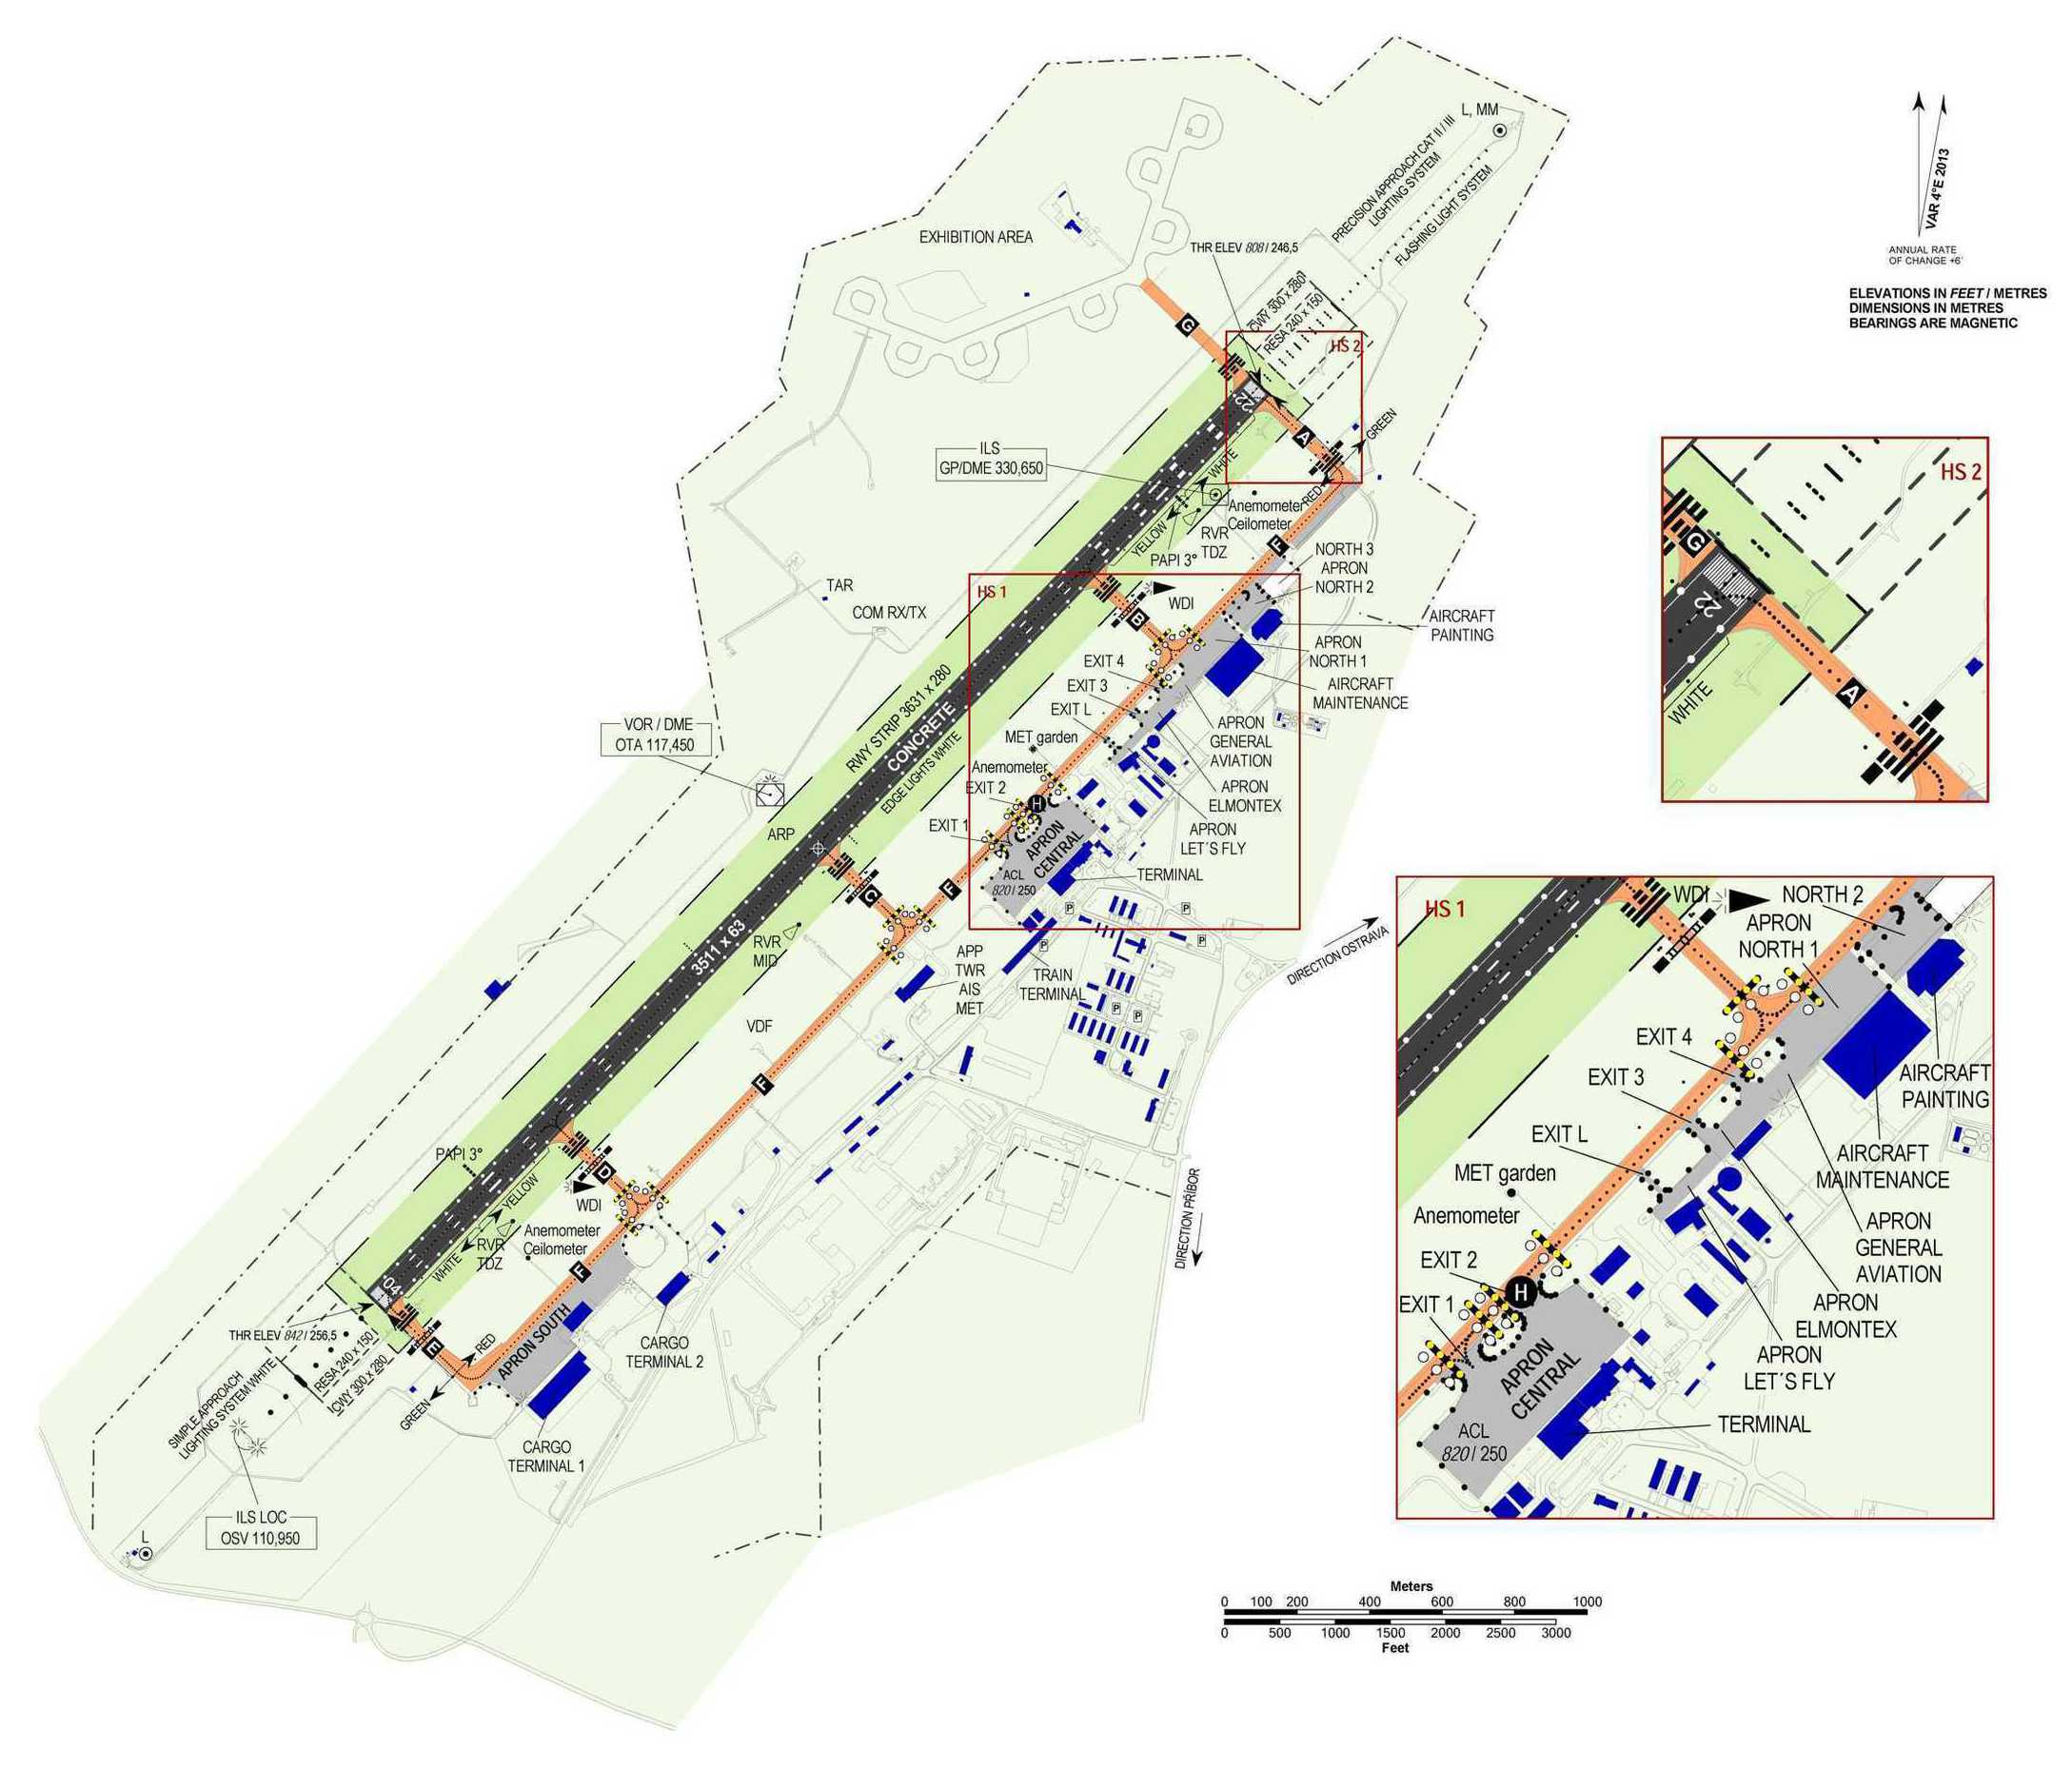 L, MM
PRECISION APPROACH CAT II / III
LIGHTING SYSTEM
FLASHING LIGHT SYSTEM
VAR 4°E 2013
ANNUAL RATE
OF CHANGE +6'
ELEVATIONS IN FEET / METRES
DIMENSIONS IN METRES
BEARINGS ARE MAGNETIC
EXHIBITION AREA
THR ELEV 808 / 246,5
CWY 300 x 280
RESA 240 x 150
G
HS 2
22
A
GREEN
RED
ILS
GP/DME 330,650
WHITE
YELLOW
Anemometer
Ceilometer
RVR
TDZ
PAPI 3°
F
NORTH 3
APRON
NORTH 2
HS 1
WDI
B
TAR
COM RX/TX
AIRCRAFT
PAINTING
APRON
NORTH 1
AIRCRAFT
MAINTENANCE
EXIT 4
EXIT 3
EXIT L
MET garden
Anemometer
EXIT 2
EXIT 1
H
APRON
GENERAL
AVIATION
APRON
ELMONTEX
APRON
LET´S FLY
APRON
CENTRAL
ACL
820 / 250
TERMINAL
RWY STRIP 3631 x 280
CONCRETE
EDGE LIGHTS WHITE
VOR / DME
OTA 117,450
ARP
C
F
3511 x 63
RVR
MID
P
P
P
P
P
P
APP
TWR
AIS
MET
TRAIN
TERMINAL
DIRECTION OSTRAVA
VDF
F
DIRECTION PŘÍBOR
PAPI 3°
D
WDI
YELLOW
WHITE
RVR
TDZ
Anemometer
Ceilometer
F
04
THR ELEV 842 / 256,5
E
RED
GREEN
RESA 240 x 150
CWY 300 x 280
SIMPLE APPROACH
LIGHTING SYSTEM WHITE
APRON SOUTH
CARGO
TERMINAL 2
CARGO
TERMINAL 1
ILS LOC
OSV 110,950
L
HS 2
G
22
A
WHITE
HS 1
WDI
NORTH 2
APRON
NORTH 1
EXIT 4
EXIT 3
EXIT L
MET garden
Anemometer
EXIT 2
EXIT 1
H
AIRCRAFT
PAINTING
AIRCRAFT
MAINTENANCE
APRON
GENERAL
AVIATION
APRON
ELMONTEX
APRON
LET´S FLY
APRON
CENTRAL
ACL
820 / 250
TERMINAL
Meters
0 100 200 400 600 800 1000
0 500 1000 1500 2000 2500 3000
Feet